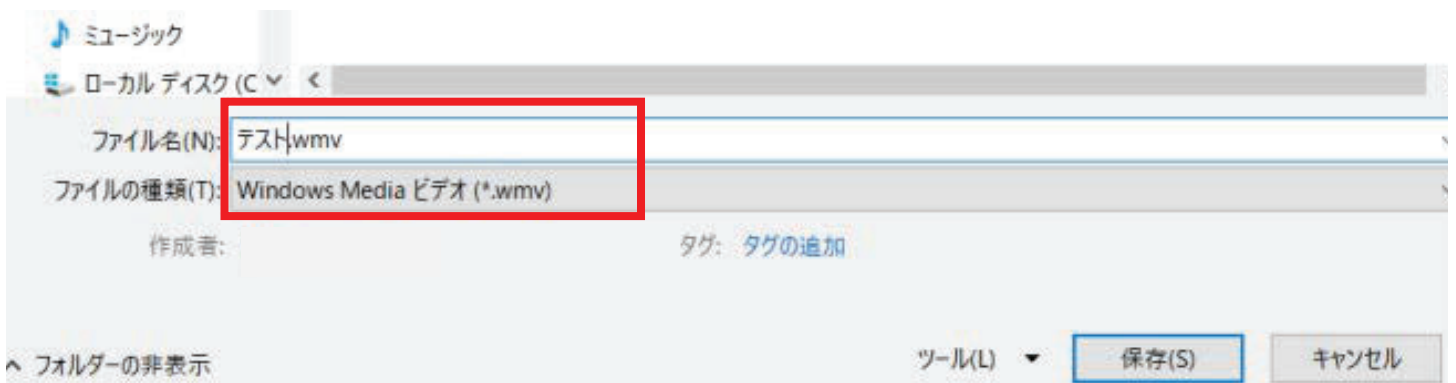 ミュージック
ローカル ディスク (C
ファイル名(N): テスト.wmv
ファイルの種類(T): Windows Media ビデオ (*.wmv)
作成者: タグ: タグの追加
フォルダーの非表示 ツール(L) 保存(S) キャンセル